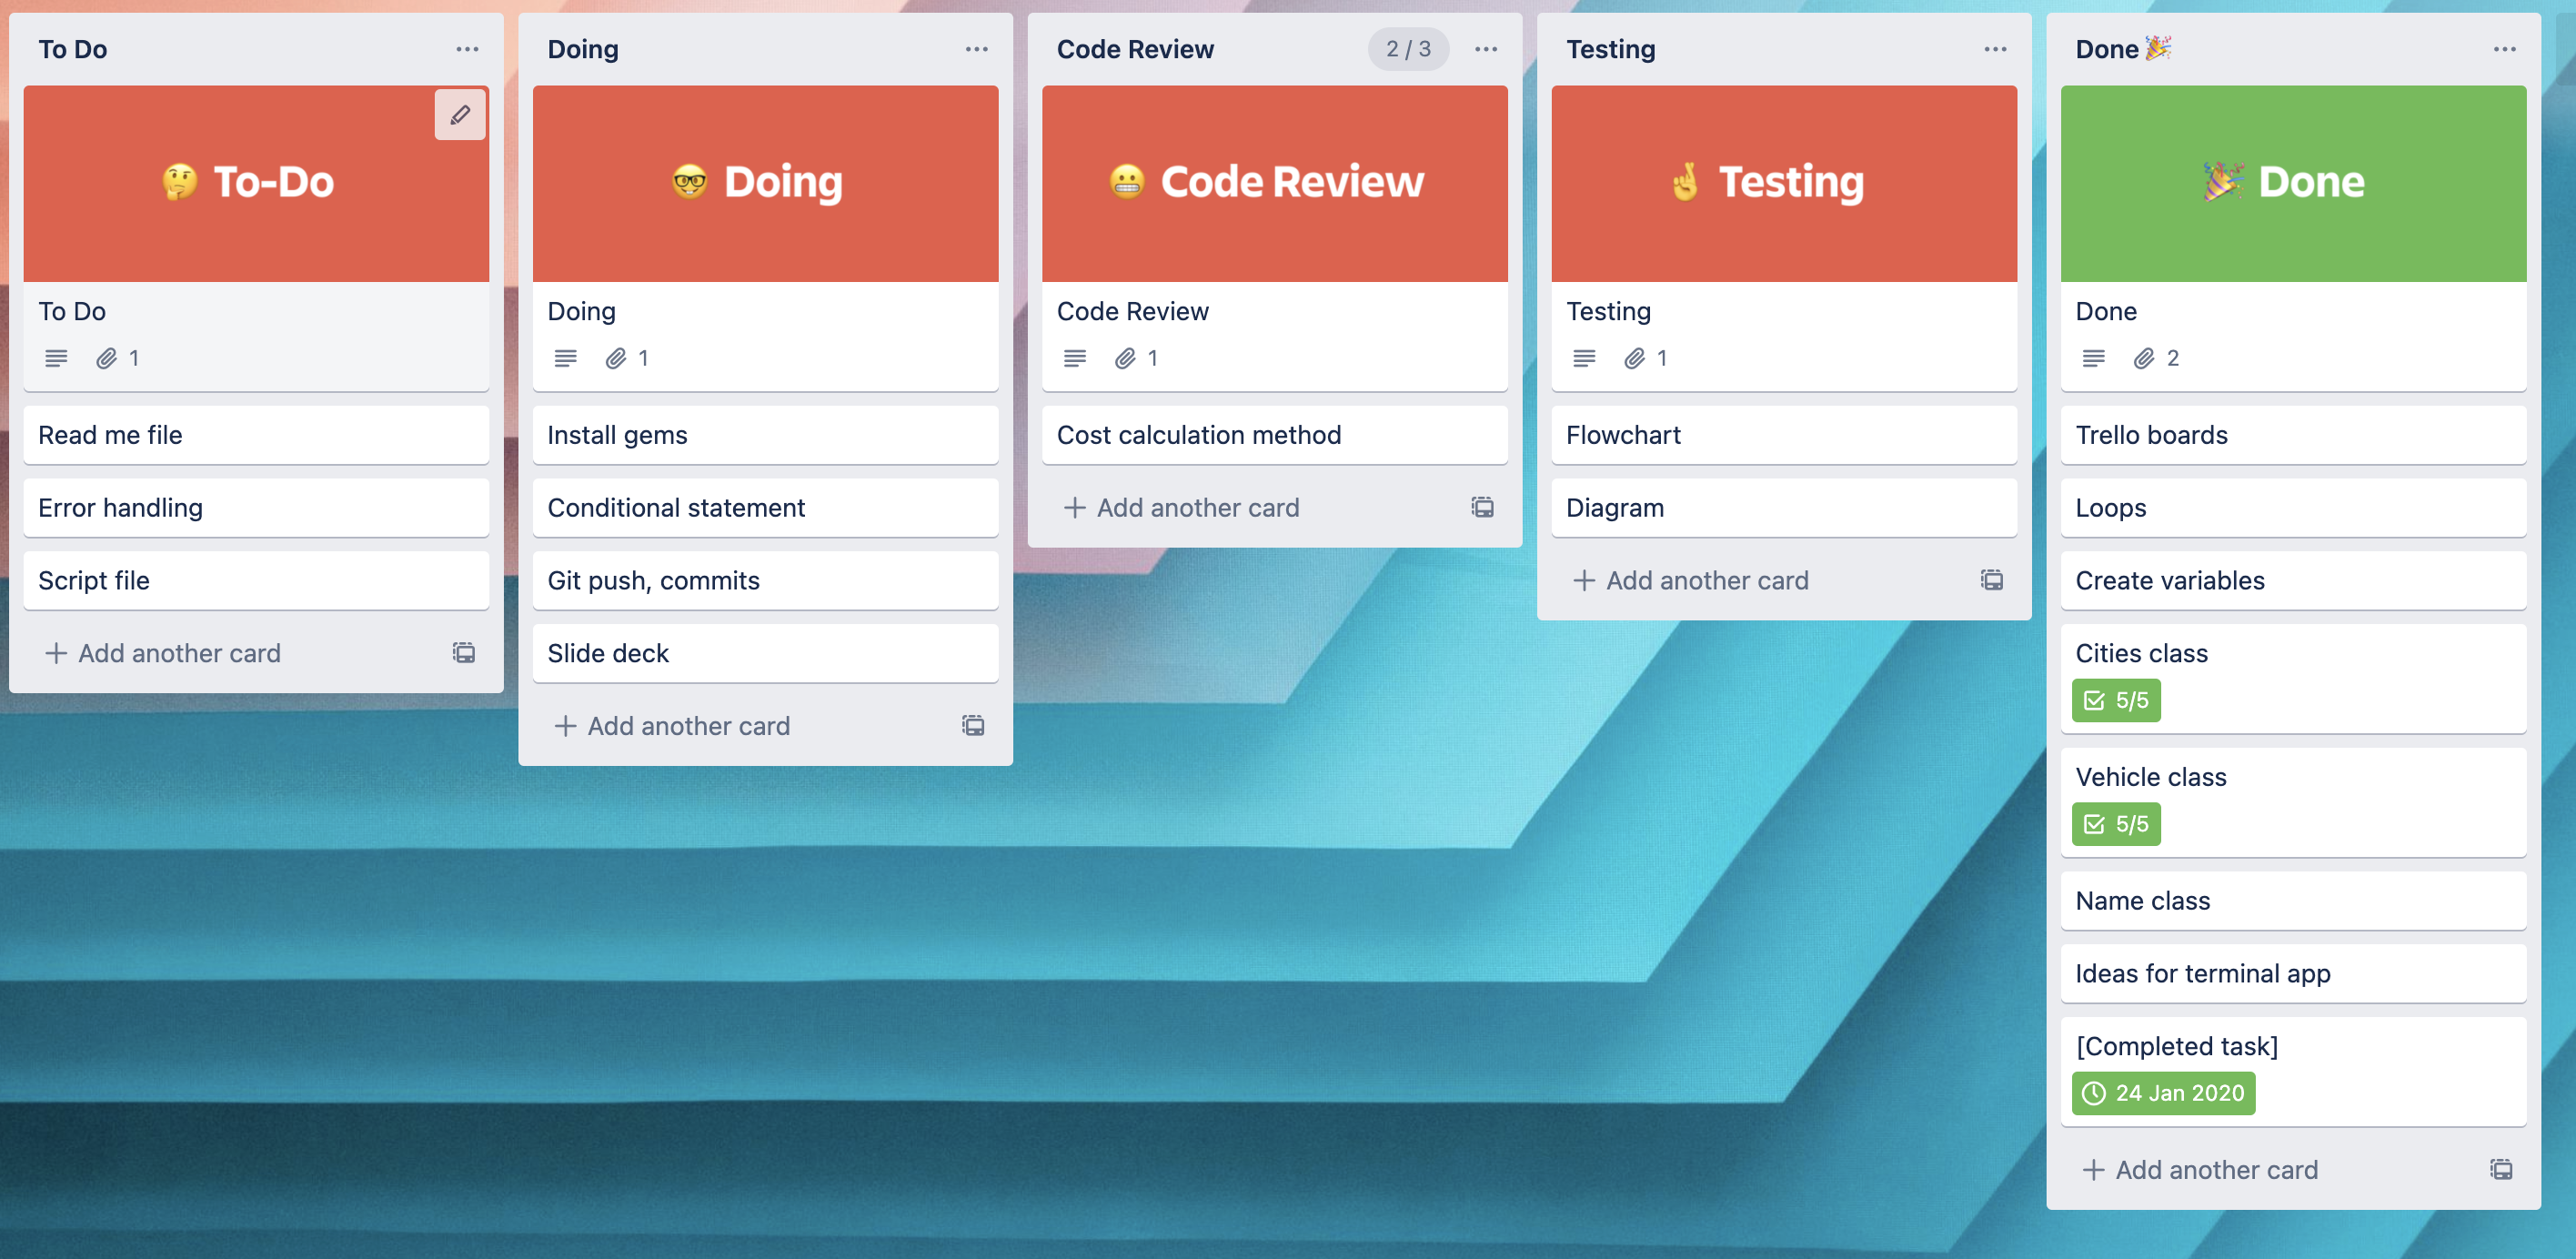 To Do
🤔 To-Do
To Do
1
Read me file
Error handling
Script file
+ Add another card
Doing
🤓 Doing
Doing
1
Install gems
Conditional statement
Git push, commits
Slide deck
+ Add another card
Code Review 2 / 3
😬 Code Review
Code Review
1
Cost calculation method
+ Add another card
Testing
🤞 Testing
Testing
1
Flowchart
Diagram
+ Add another card
Done 🎉
🎉 Done
Done
2
Trello boards
Loops
Create variables
Cities class
5/5
Vehicle class
5/5
Name class
Ideas for terminal app
[Completed task]
24 Jan 2020
+ Add another card